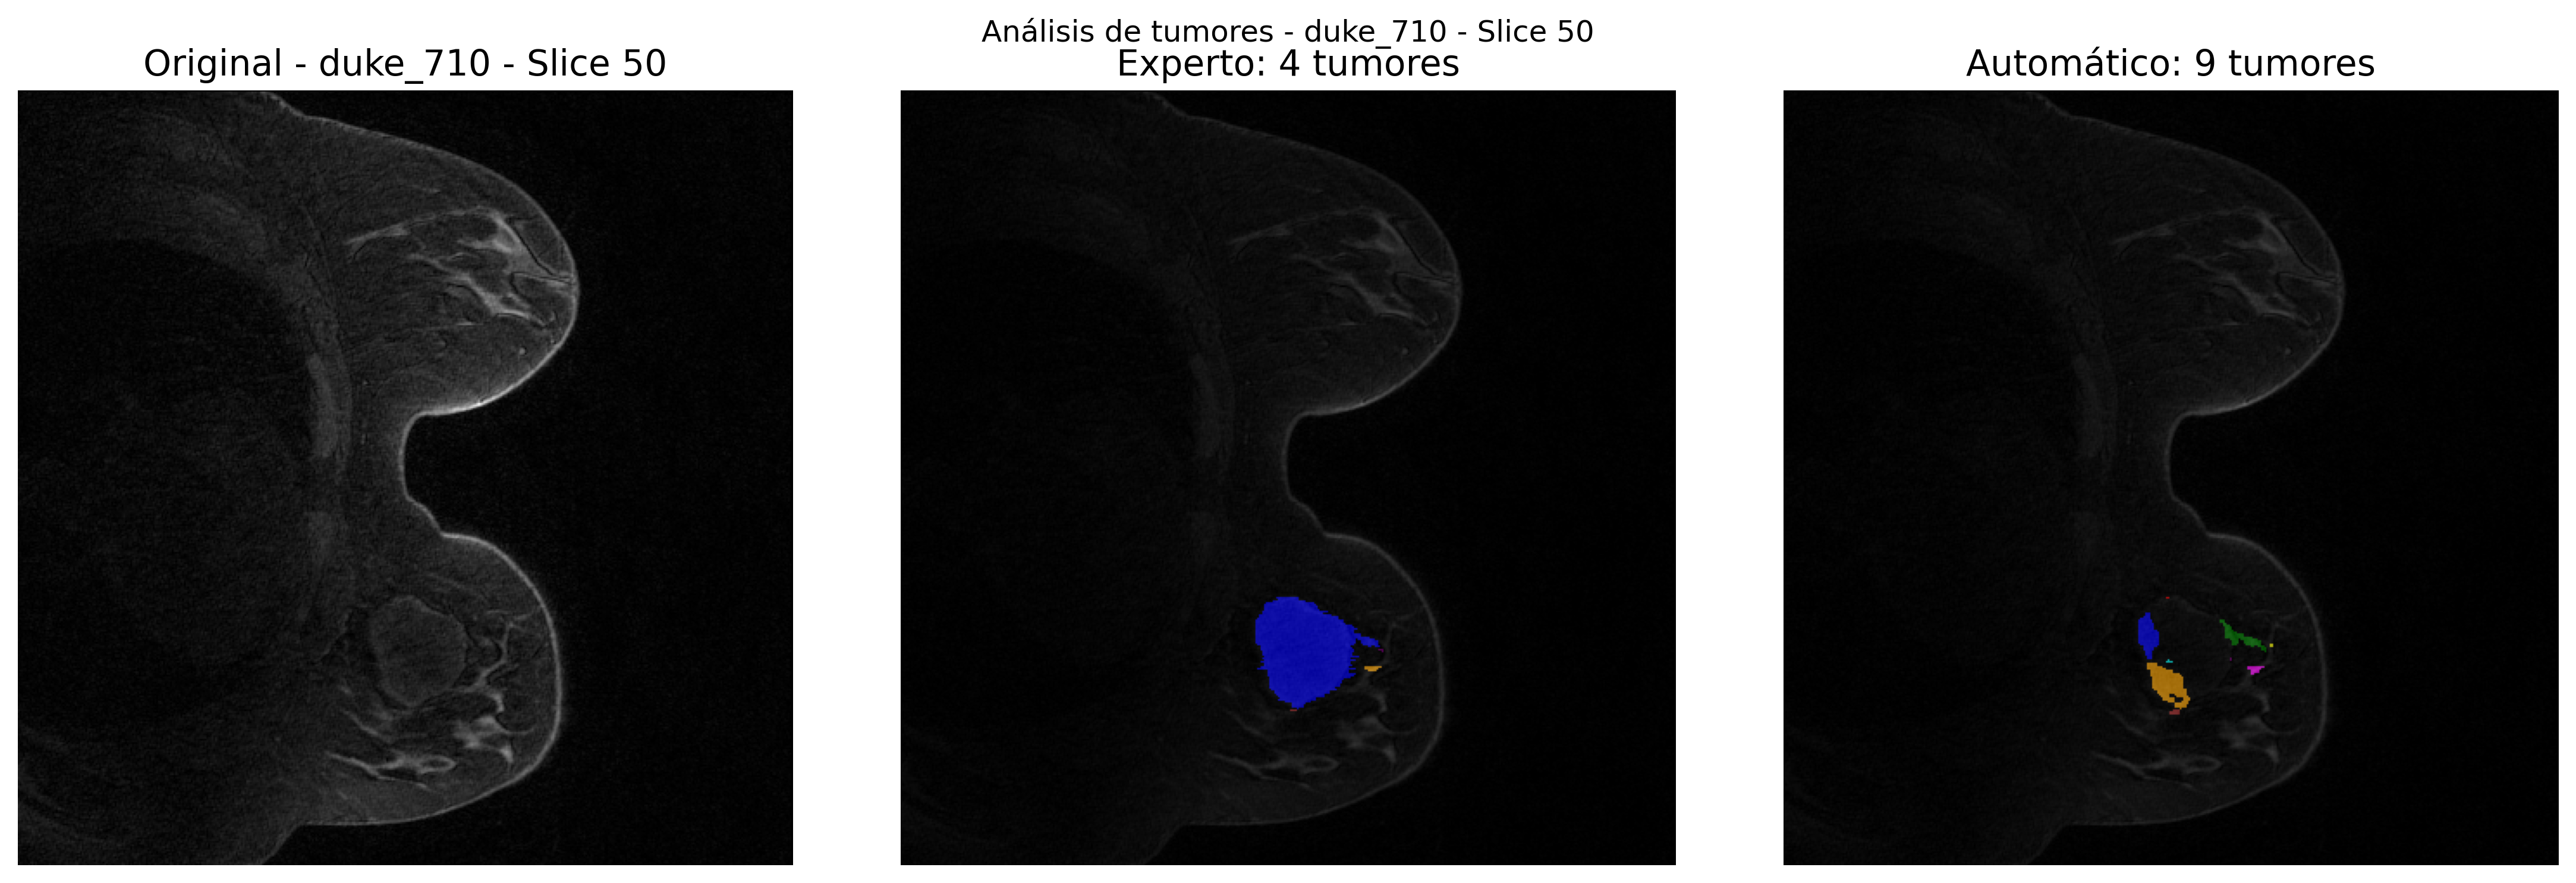 Análisis de tumores - duke_710 - Slice 50
Original - duke_710 - Slice 50
Experto: 4 tumores
Automático: 9 tumores